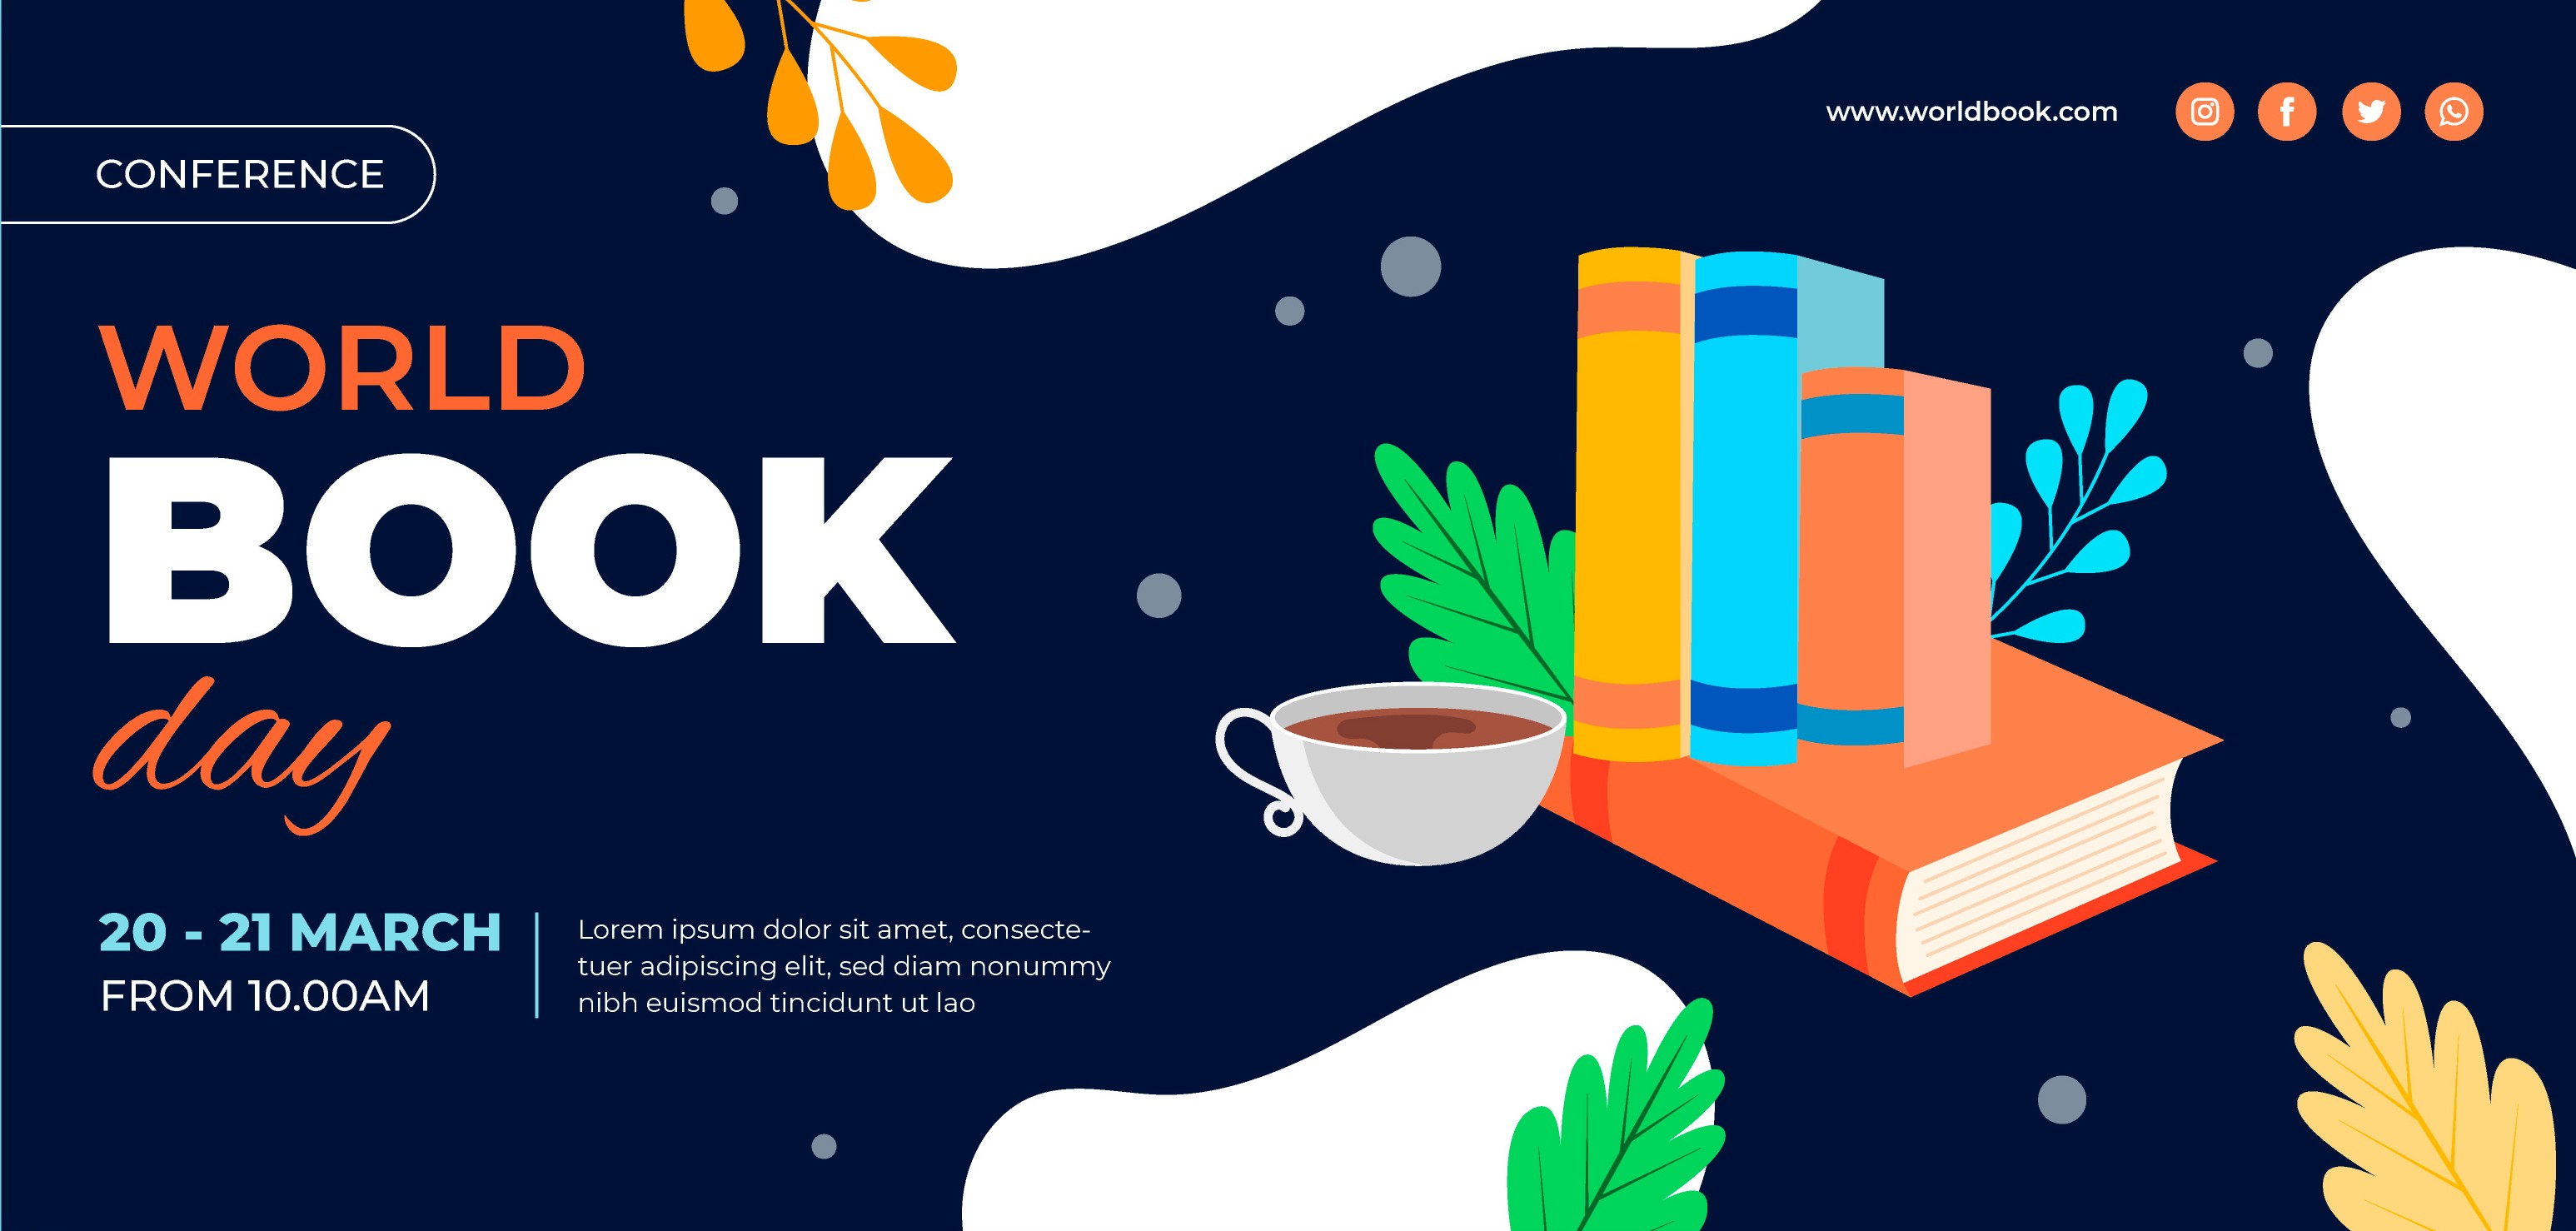 CONFERENCE
www.worldbook.com
WORLD
BOOK
day
20 - 21 MARCH
FROM 10.00AM
Lorem ipsum dolor sit amet, consecte-
tuer adipiscing elit, sed diam nonummy
nibh euismod tincidunt ut lao